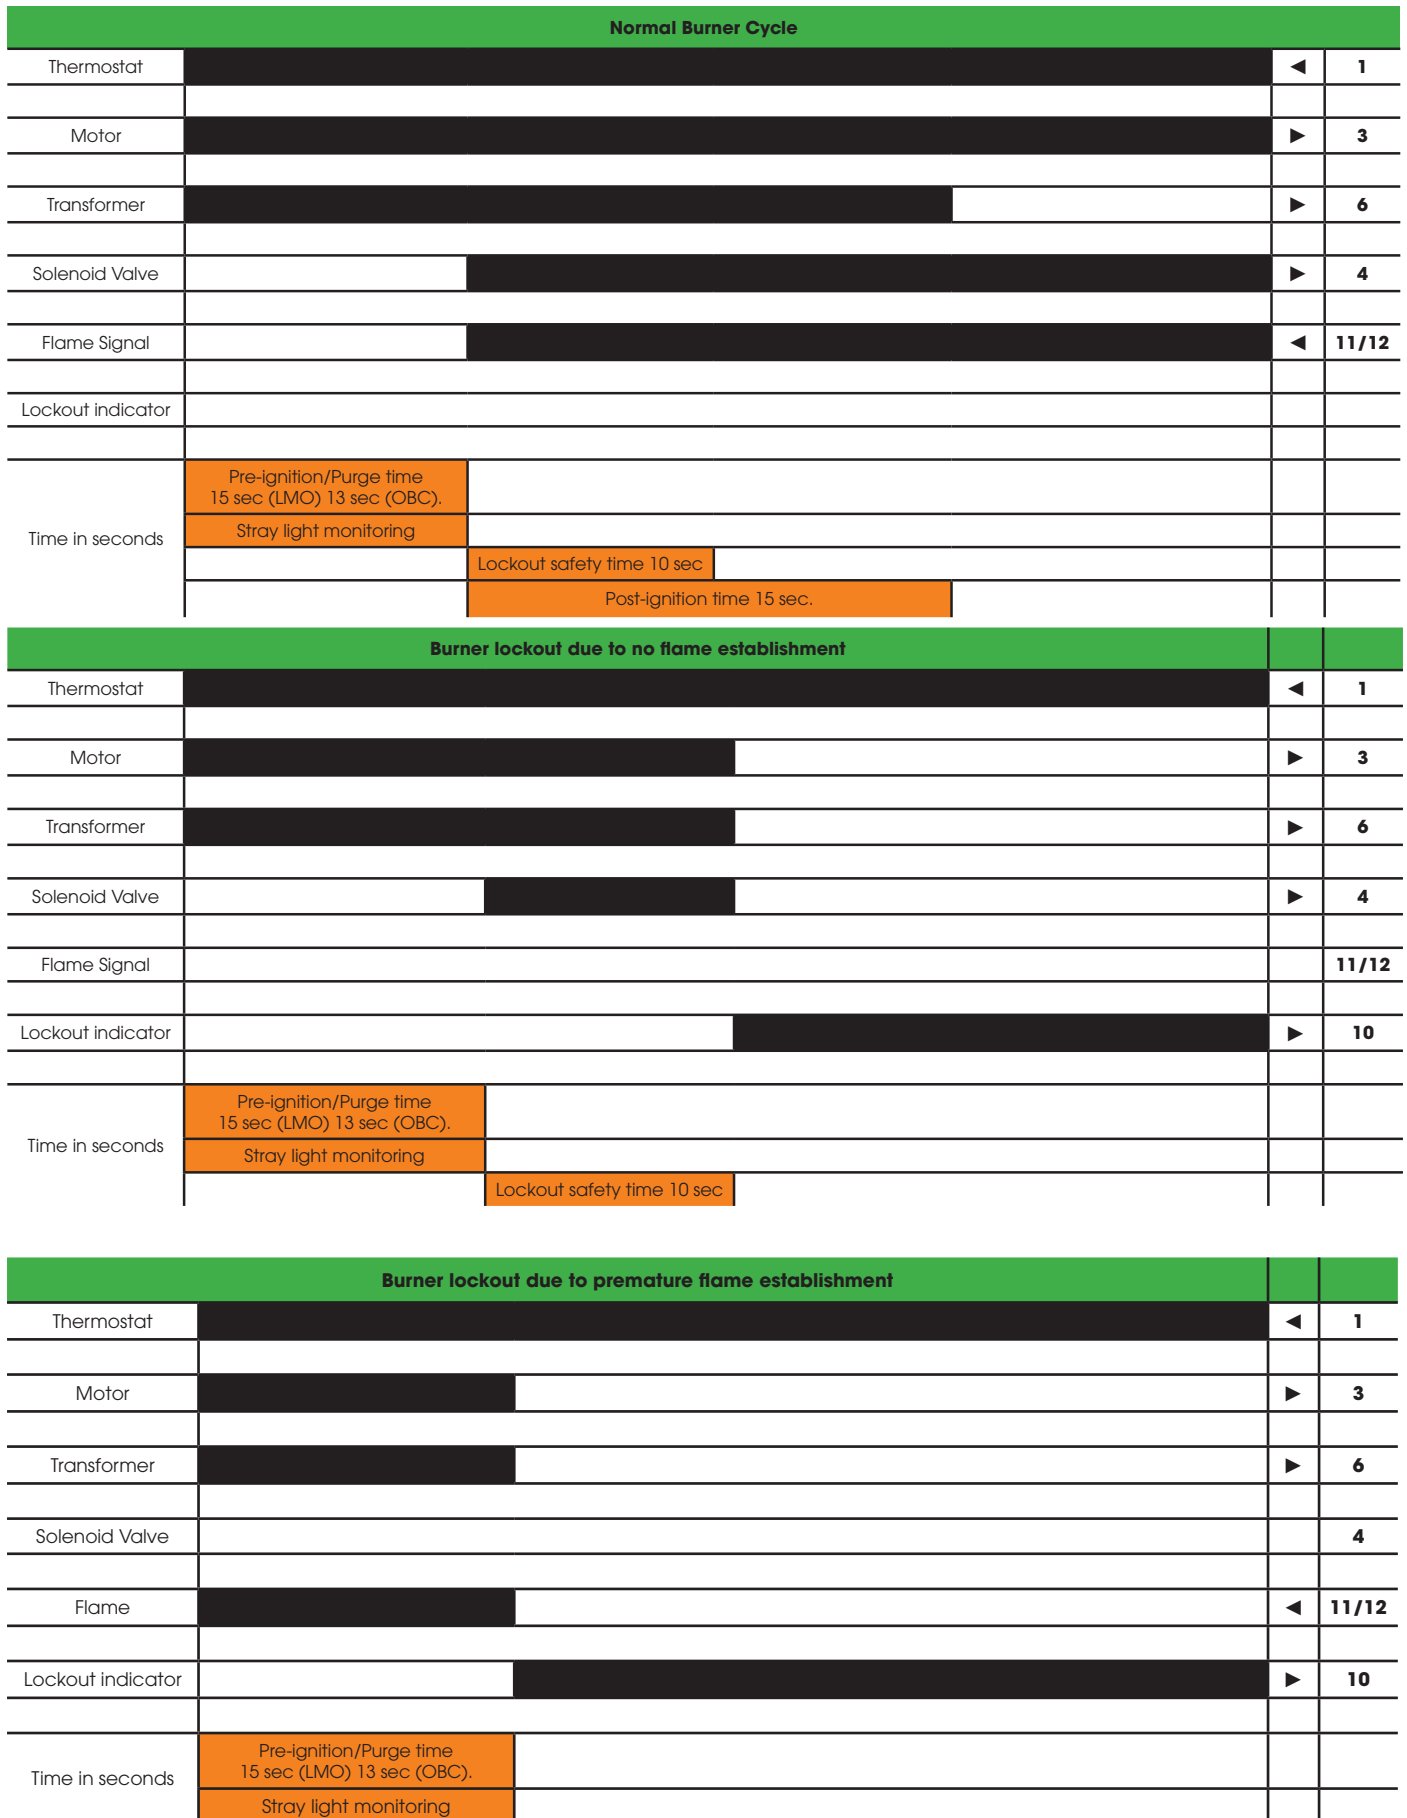 Normal Burner Cycle
Thermostat ◄ 1
Motor ► 3
Transformer ► 6
Solenoid Valve ► 4
Flame Signal ◄ 11/12
Lockout indicator
Time in seconds
Pre-ignition/Purge time
15 sec (LMO) 13 sec (OBC).
Stray light monitoring
Lockout safety time 10 sec
Post-ignition time 15 sec.
Burner lockout due to no flame establishment
Thermostat ◄ 1
Motor ► 3
Transformer ► 6
Solenoid Valve ► 4
Flame Signal 11/12
Lockout indicator ► 10
Time in seconds
Pre-ignition/Purge time
15 sec (LMO) 13 sec (OBC).
Stray light monitoring
Lockout safety time 10 sec
Burner lockout due to premature flame establishment
Thermostat ◄ 1
Motor ► 3
Transformer ► 6
Solenoid Valve 4
Flame ◄ 11/12
Lockout indicator ► 10
Time in seconds
Pre-ignition/Purge time
15 sec (LMO) 13 sec (OBC).
Stray light monitoring